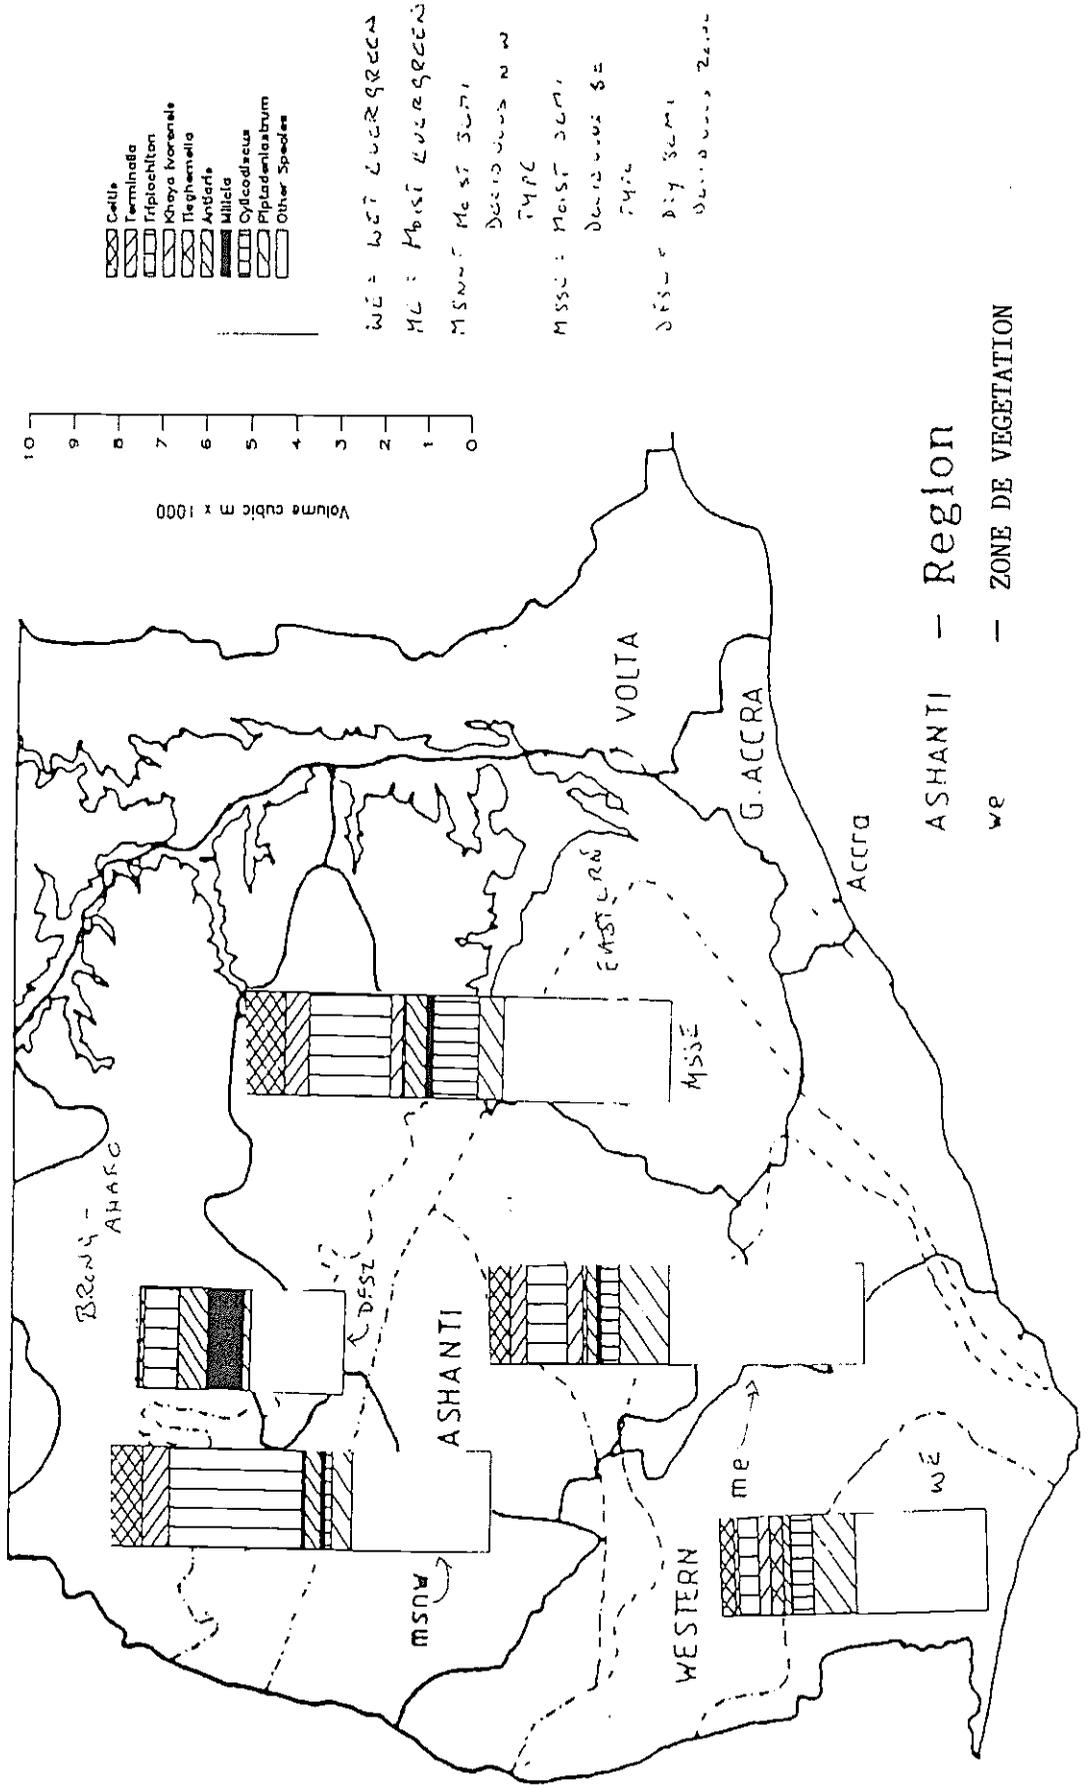 Celtis
Terminalia
Triplochiton
Khaya Ivorensis
Tieghemella
Antiaris
Milicia
Cylicodiscus
Piptadeniastrum
Other Species
WE = WET EVERGREEN
ME = MOIST EVERGREEN
MSNW = MOIST SEMI
DECIDUOUS N W
TYPE
MSSE = MOIST SEMI
DECIDUOUS SE
TYPE
DFSZ = DRY SEMI
10
9
8
7
6
5
4
3
2
1
0
Volume cubic m x 1000
BRONG -
AHAFO
DFSZ
ASHANTI
MSNW
MSSE
EASTERN
VOLTA
G. ACCRA
Accra
me
we
WESTERN
ASHANTI - Region
we - ZONE DE VEGETATION